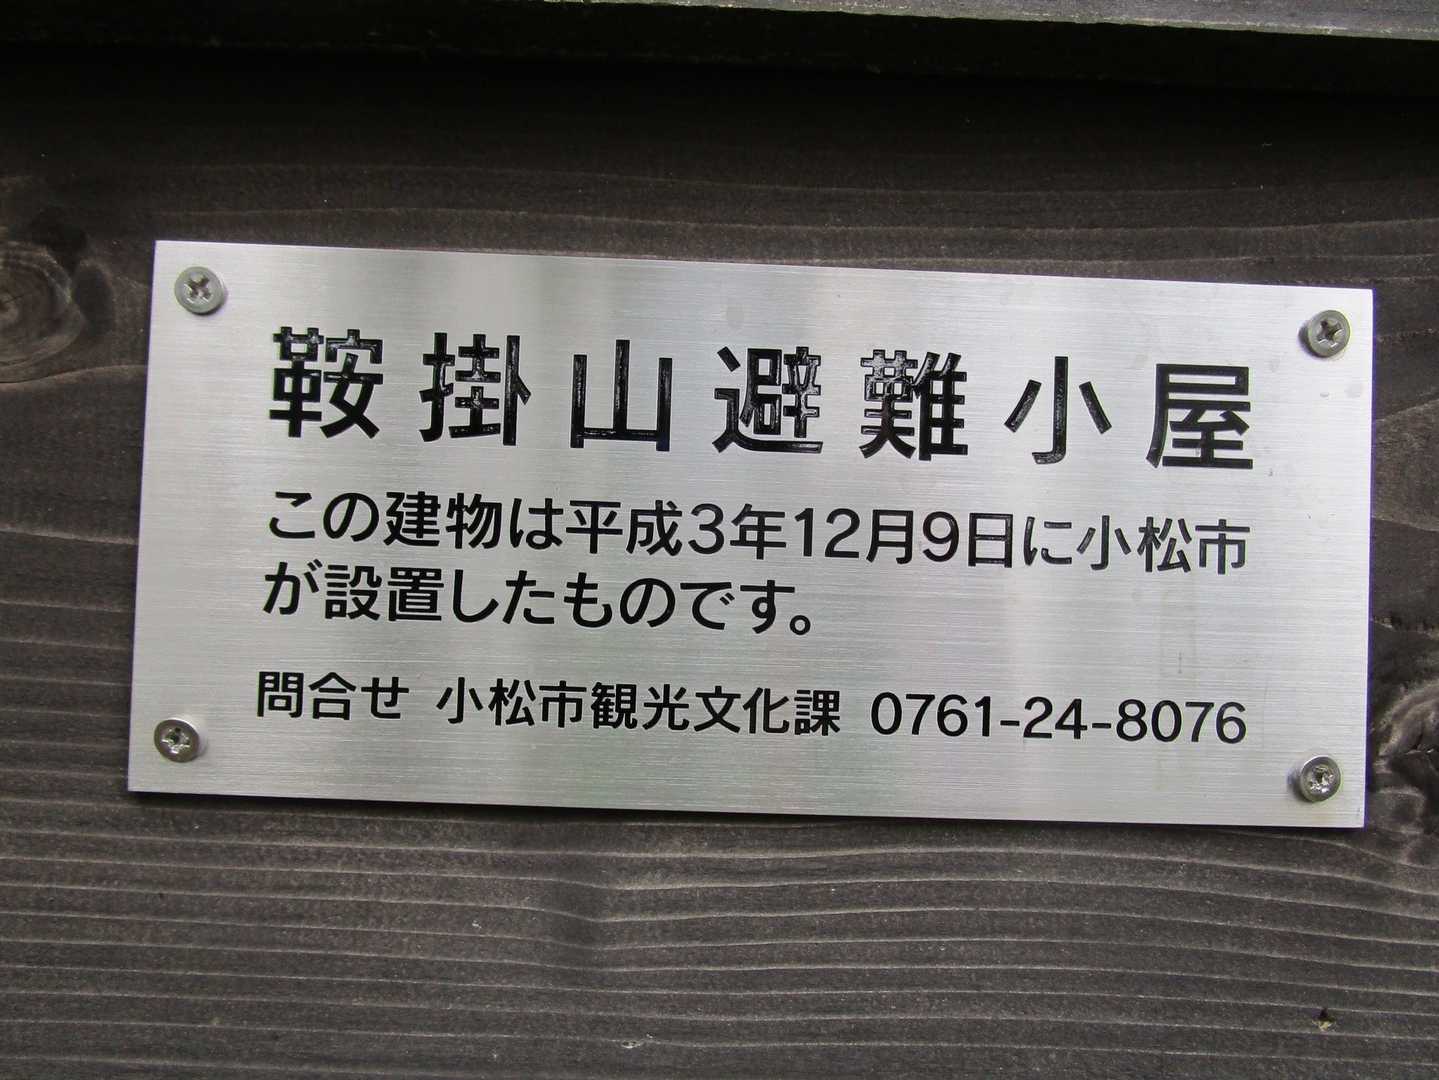 鞍掛山避難小屋
この建物は平成3年12月9日に小松市
が設置したものです。
問合せ 小松市観光文化課 0761-24-8076